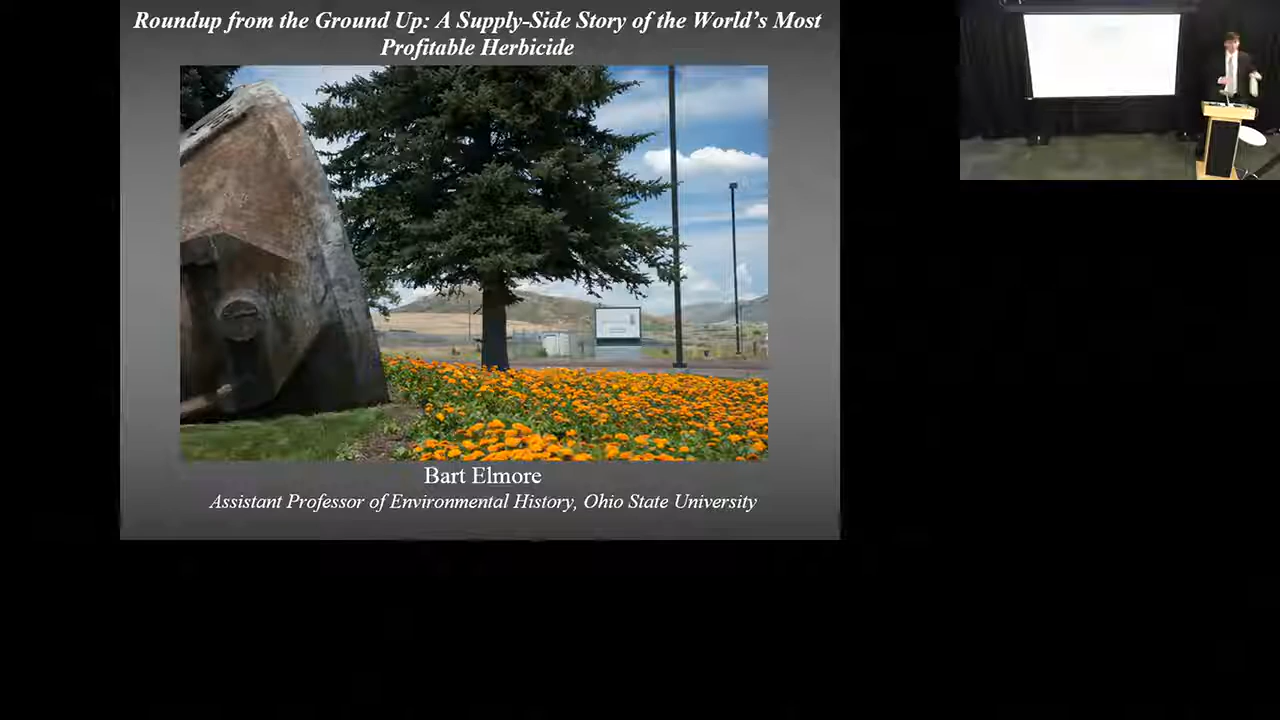 Roundup from the Ground Up: A Supply-Side Story of the World's Most
Profitable Herbicide
Bart Elmore
Assistant Professor of Environmental History, Ohio State University